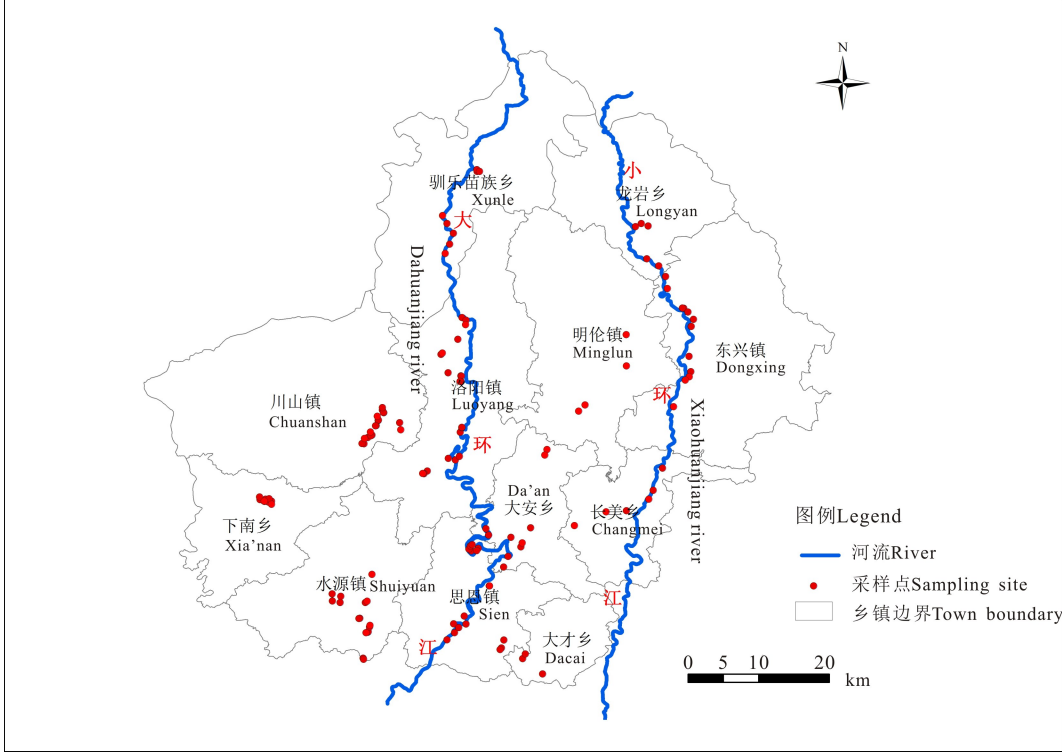 N
小
驯乐苗族乡
Xunle
龙岩乡
Longyan
大
Dahuanjiang river
明伦镇
Minglun
东兴镇
Dongxing
洛阳镇
Luoyang
川山镇
Chuanshan
环
Xiaohuanjiang river
环
Da'an
大安乡
长美乡
Changmei
下南乡
Xia'nan
水源镇 Shuiyuan
思恩镇
Sien
江
江
大才乡
Dacai
图例Legend
河流River
采样点Sampling site
乡镇边界Town boundary
0 5 10 20
km